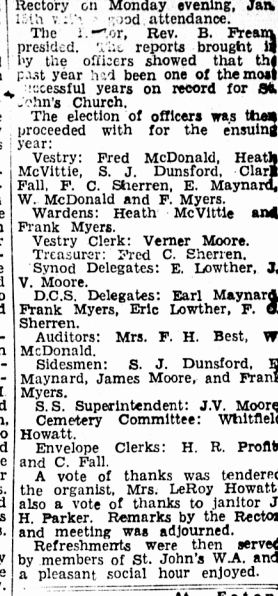 Rectory on Monday evening, Jan.
15th with a good attendance.
The Rev. B. Fream
presided. The reports brought i
by the officers showed that the
past year had been one of the mos
successful years on record for St.
John's Church.
The election of officers was then
proceeded with for the ensuing
year:
Vestry: Fred McDonald, Heath
McVittie, S. J. Dunsford, Clark
Fall, F. C. Sherren, E. Maynard,
W. McDonald and F. Myers.
Wardens: Heath McVittie and
Frank Myers.
Vestry Clerk: Verner Moore.
Treasurer: Fred C. Sherren.
Synod Delegates: E. Lowther, J.
V. Moore.
D.C.S. Delegates: Earl Maynard
Frank Myers, Eric Lowther, F.
Sherren.
Auditors: Mrs. F. H. Best, W
McDonald.
Sidesmen: S. J. Dunsford, E
Maynard, James Moore, and Frank
Myers.
S.S. Superintendent: J.V. Moore
Cemetery Committee: Whitfield
Howatt.
Envelope Clerks: H. R. Profit
and C. Fall.
A vote of thanks was tendered
the organist, Mrs. LeRoy Howatt
also a vote of thanks to janitor J
H. Parker. Remarks by the Rector
and meeting was adjourned.
Refreshments were then served
by members of St. John's W.A. and
a pleasant social hour enjoyed.